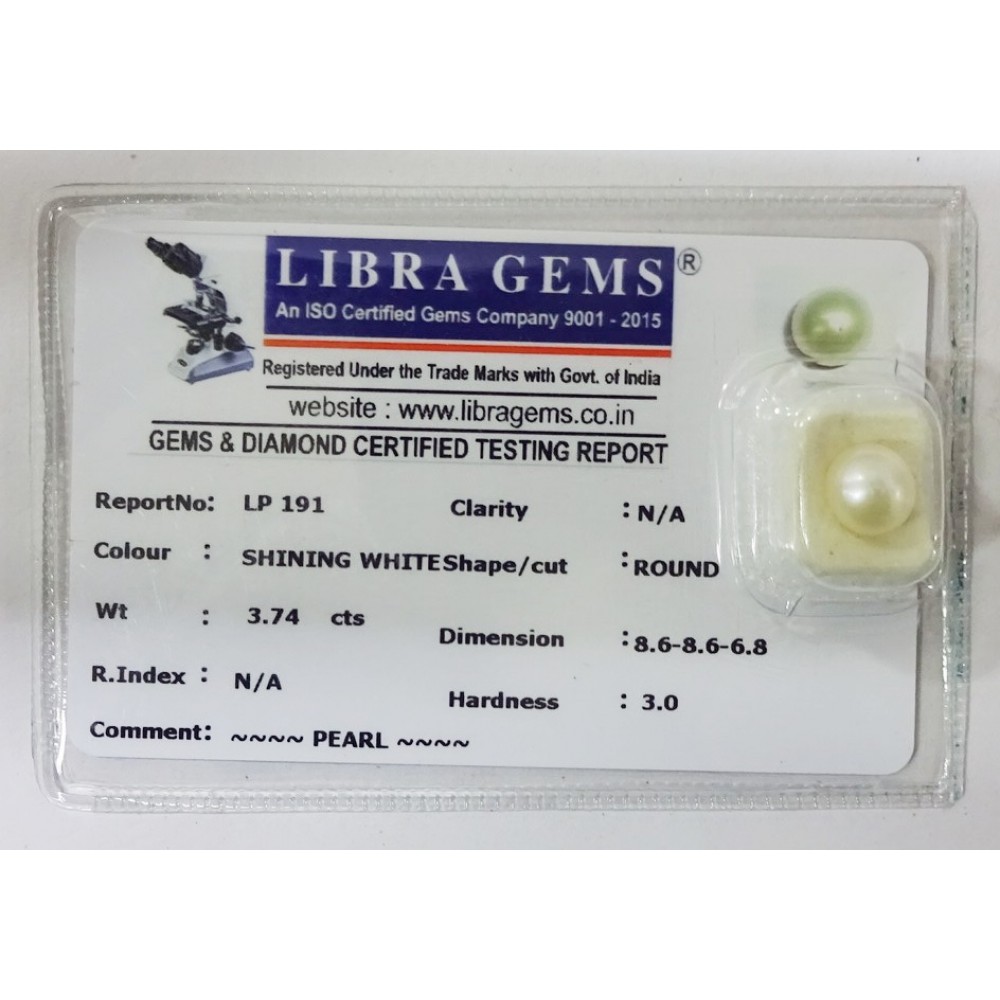 LIBRA GEMS ®
An ISO Certified Gems Company 9001 - 2015
Registered Under the Trade Marks with Govt. of India
website : www.libragems.co.in
GEMS & DIAMOND CERTIFIED TESTING REPORT
ReportNo: LP 191 Clarity : N/A
Colour : SHINING WHITE Shape/cut : ROUND
Wt : 3.74 cts Dimension : 8.6-8.6-6.8
R.Index : N/A Hardness : 3.0
Comment: ~~~~ PEARL ~~~~